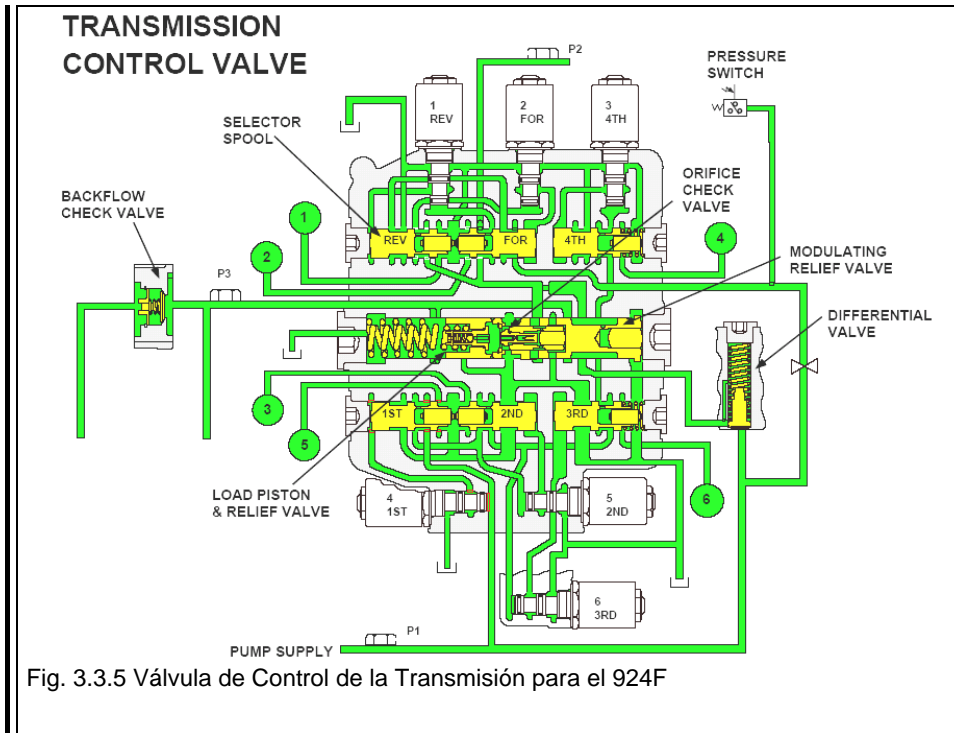 TRANSMISSION
CONTROL VALVE
P2
PRESSURE
SWITCH
W
1
REV
2
FOR
3
4TH
SELECTOR
SPOOL
ORIFICE
CHECK
VALVE
BACKFLOW
CHECK VALVE
1
REV
FOR
4TH
4
2
MODULATING
RELIEF VALVE
P3
DIFFERENTIAL
VALVE
3
5
1ST
2ND
3RD
6
LOAD PISTON
& RELIEF VALVE
4
1ST
5
2ND
6
3RD
P1
PUMP SUPPLY
Fig. 3.3.5 Válvula de Control de la Transmisión para el 924F